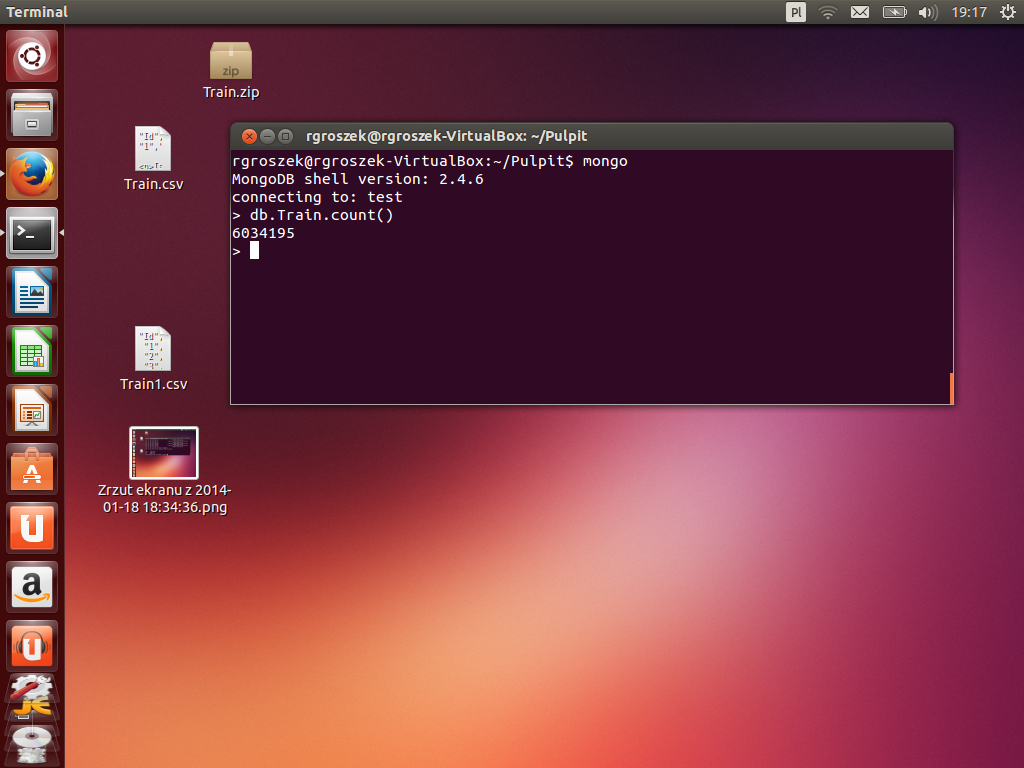 Terminal
Pl
19:17
zip
Train.zip
"Id",
"1","
Train.csv
rgroszek@rgroszek-VirtualBox: ~/Pulpit
rgroszek@rgroszek-VirtualBox:~/Pulpit$ mongo
MongoDB shell version: 2.4.6
connecting to: test
> db.Train.count()
6034195
>
"Id",
"1",
"2",
Train1.csv
Zrzut ekranu z 2014-
01-18 18:34:36.png